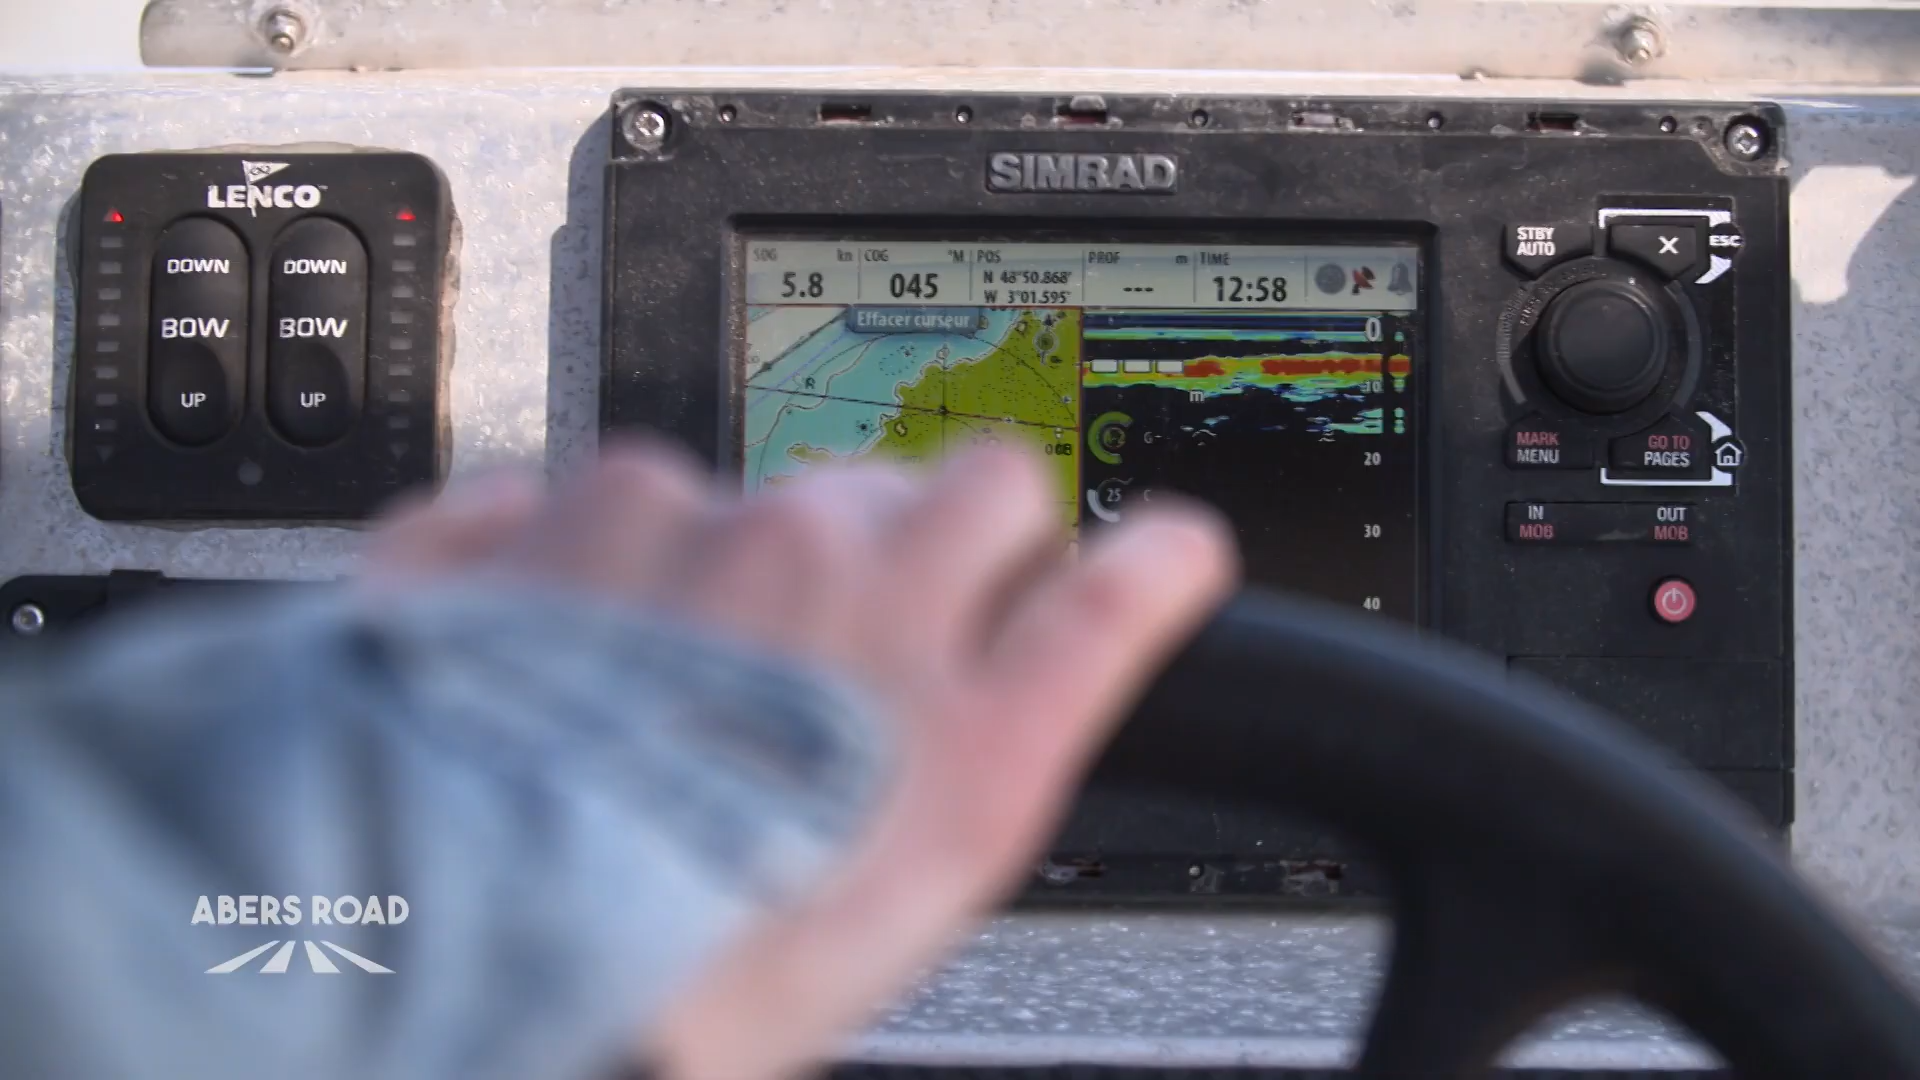 LENCO
DOWN DOWN
BOW BOW
UP UP
SIMRAD
SOG kn COG °M POS PROF m TIME
5.8 045 N 48°50.868' --- 12:58
W 3°01.595'
Effacer curseur
R
0
10
m
20
25
30
40
STBY
AUTO
X
ESC
MARK
MENU
GO TO
PAGES
IN OUT
MOB MOB
ABERS ROAD